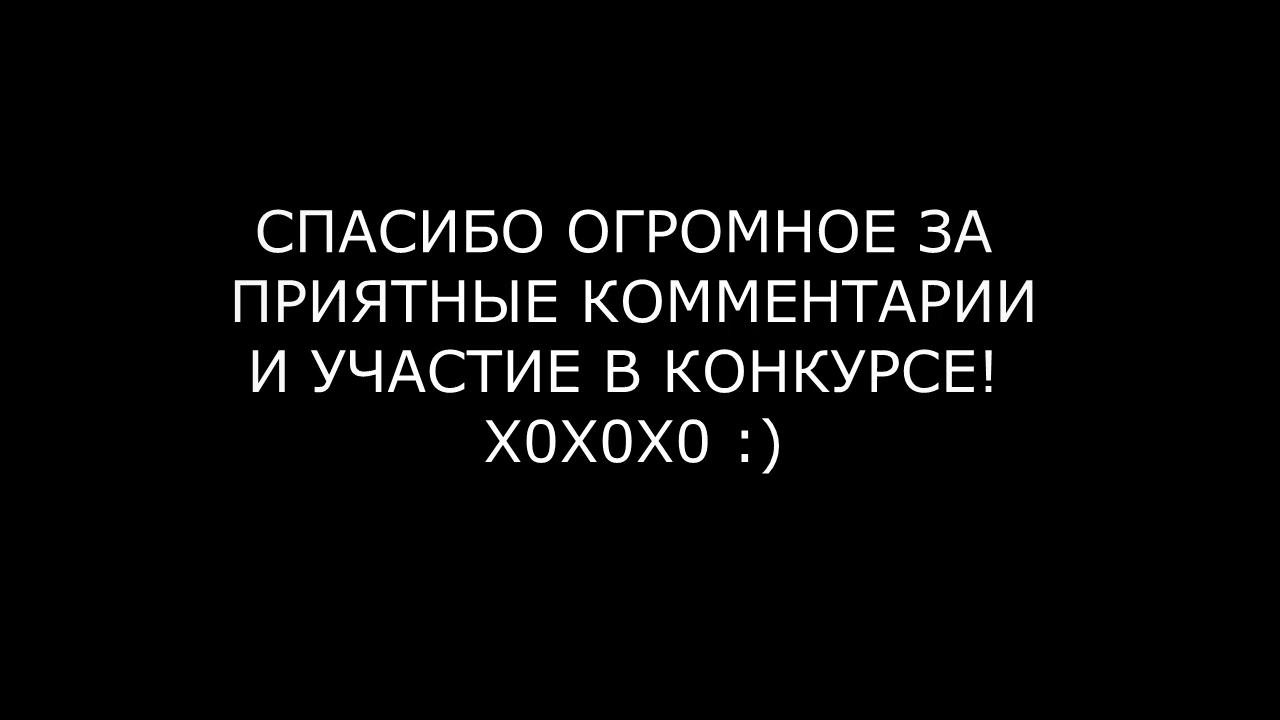 СПАСИБО ОГРОМНОЕ ЗА
ПРИЯТНЫЕ КОММЕНТАРИИ
И УЧАСТИЕ В КОНКУРСЕ!
X0X0X0 :)